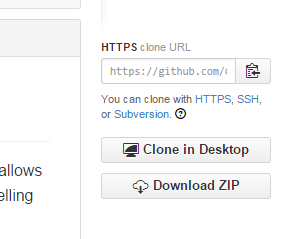 HTTPS clone URL
https://github.com/
You can clone with HTTPS, SSH,
or Subversion.
Clone in Desktop
allows
Download ZIP
elling